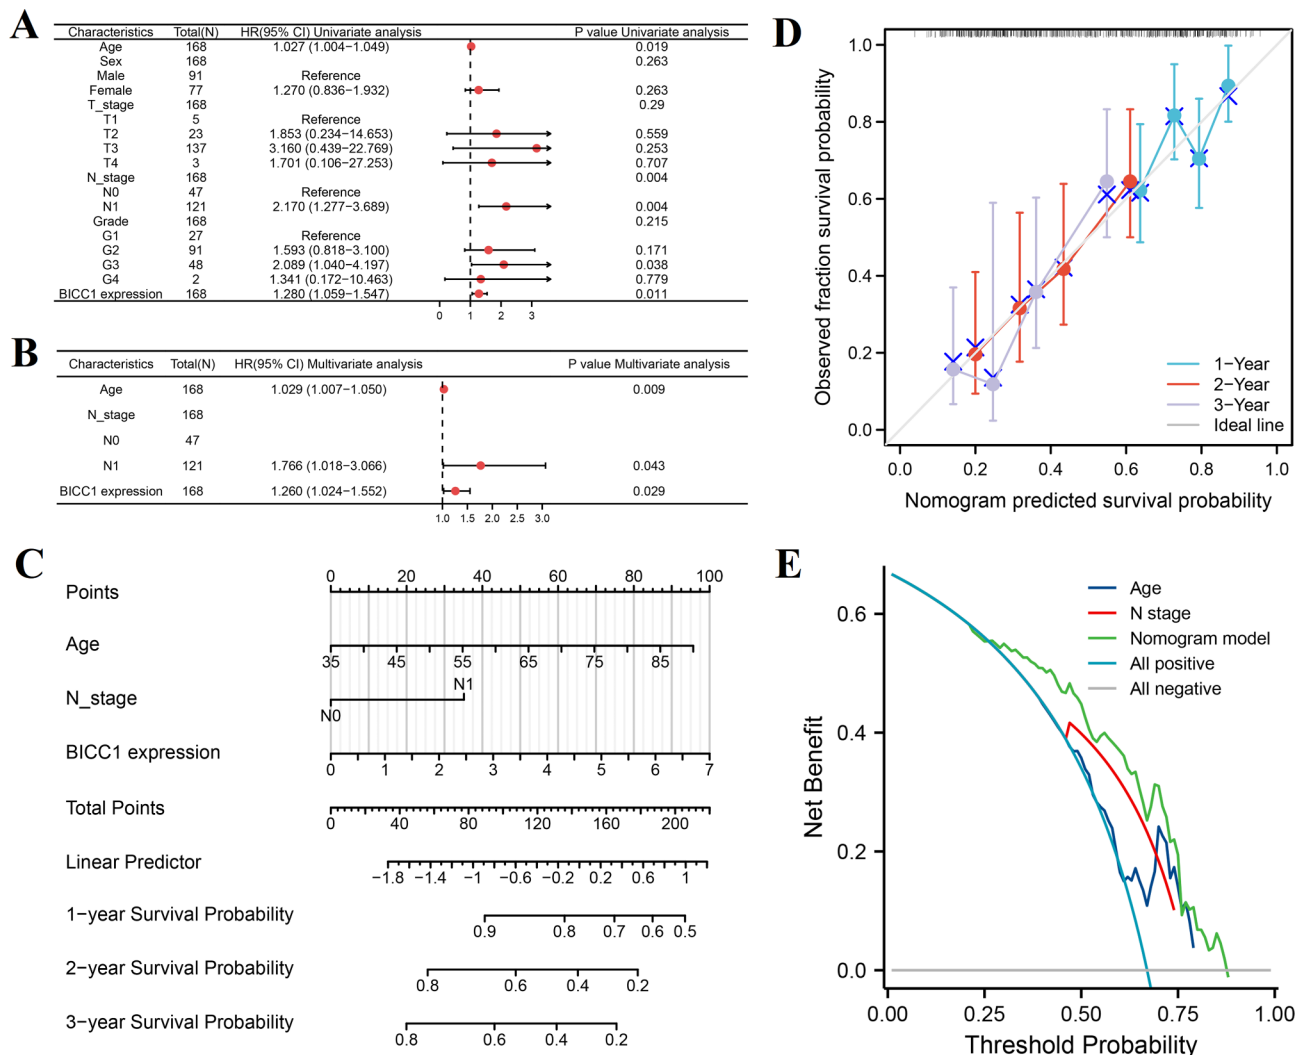 A
Characteristics Total(N) HR(95% CI) Univariate analysis P value Univariate analysis
Age 168 1.027 (1.004−1.049) 0.019
Sex 168 0.263
Male 91 Reference
Female 77 1.270 (0.836−1.932) 0.263
T_stage 168 0.29
T1 5 Reference
T2 23 1.853 (0.234−14.653) 0.559
T3 137 3.160 (0.439−22.769) 0.253
T4 3 1.701 (0.106−27.253) 0.707
N_stage 168 0.004
N0 47 Reference
N1 121 2.170 (1.277−3.689) 0.004
Grade 168 0.215
G1 27 Reference
G2 91 1.593 (0.818−3.100) 0.171
G3 48 2.089 (1.040−4.197) 0.038
G4 2 1.341 (0.172−10.463) 0.779
BICC1 expression 168 1.280 (1.059−1.547) 0.011
0 1 2 3
B
Characteristics Total(N) HR(95% CI) Multivariate analysis P value Multivariate analysis
Age 168 1.029 (1.007−1.050) 0.009
N_stage 168
N0 47
N1 121 1.766 (1.018−3.066) 0.043
BICC1 expression 168 1.260 (1.024−1.552) 0.029
1.0 1.5 2.0 2.5 3.0
C
Points 0 20 40 60 80 100
Age
35 45 55 65 75 85
N_stage N0 N1
BICC1 expression
0 1 2 3 4 5 6 7
Total Points
0 40 80 120 160 200
Linear Predictor
−1.8 −1.4 −1 −0.6 −0.2 0.2 0.6 1
1−year Survival Probability
0.9 0.8 0.7 0.6 0.5
2−year Survival Probability
0.8 0.6 0.4 0.2
3−year Survival Probability
0.8 0.6 0.4 0.2
D
Observed fraction survival probability
1.0
0.8
0.6
0.4
0.2
0.0
1−Year
2−Year
3−Year
Ideal line
0.0 0.2 0.4 0.6 0.8 1.0
Nomogram predicted survival probability
E
Net Benefit
0.6
0.4
0.2
0.0
Age
N stage
Nomogram model
All positive
All negative
0.00 0.25 0.50 0.75 1.00
Threshold Probability